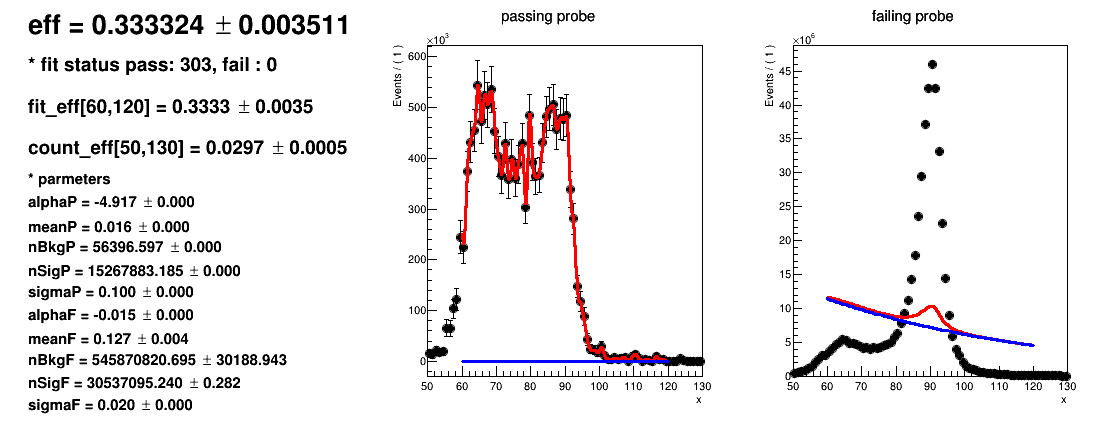 eff = 0.333324 ± 0.003511
* fit status pass: 303, fail : 0
fit_eff[60,120] = 0.3333 ± 0.0035
count_eff[50,130] = 0.0297 ± 0.0005
* parmeters
alphaP = -4.917 ± 0.000
meanP = 0.016 ± 0.000
nBkgP = 56396.597 ± 0.000
nSigP = 15267883.185 ± 0.000
sigmaP = 0.100 ± 0.000
alphaF = -0.015 ± 0.000
meanF = 0.127 ± 0.004
nBkgF = 545870820.695 ± 30188.943
nSigF = 30537095.240 ± 0.282
sigmaF = 0.020 ± 0.000
passing probe
×10³
Events / ( 1 )
600
500
400
300
200
100
0
50 60 70 80 90 100 110 120 130
x
failing probe
×10⁶
Events / ( 1 )
45
40
35
30
25
20
15
10
5
0
50 60 70 80 90 100 110 120 130
x